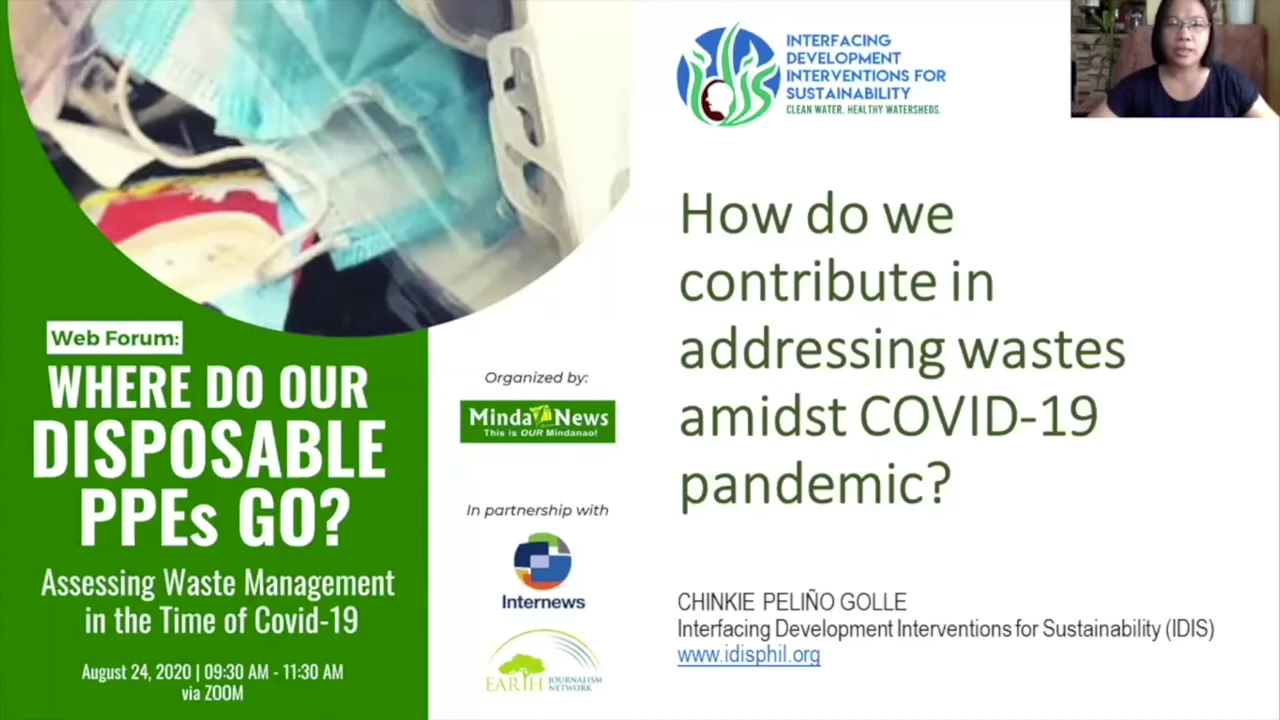 Web Forum:
WHERE DO OUR
DISPOSABLE
PPEs GO?
Assessing Waste Management
in the Time of Covid-19
August 24, 2020 | 09:30 AM - 11:30 AM
via ZOOM
Organized by:
MindaNews
This is OUR Mindanao!
In partnership with
Internews
EARTH JOURNALISM
NETWORK
idis
INTERFACING
DEVELOPMENT
INTERVENTIONS FOR
SUSTAINABILITY
CLEAN WATER. HEALTHY WATERSHEDS.
How do we
contribute in
addressing wastes
amidst COVID-19
pandemic?
CHINKIE PELIÑO GOLLE
Interfacing Development Interventions for Sustainability (IDIS)
www.idisphil.org